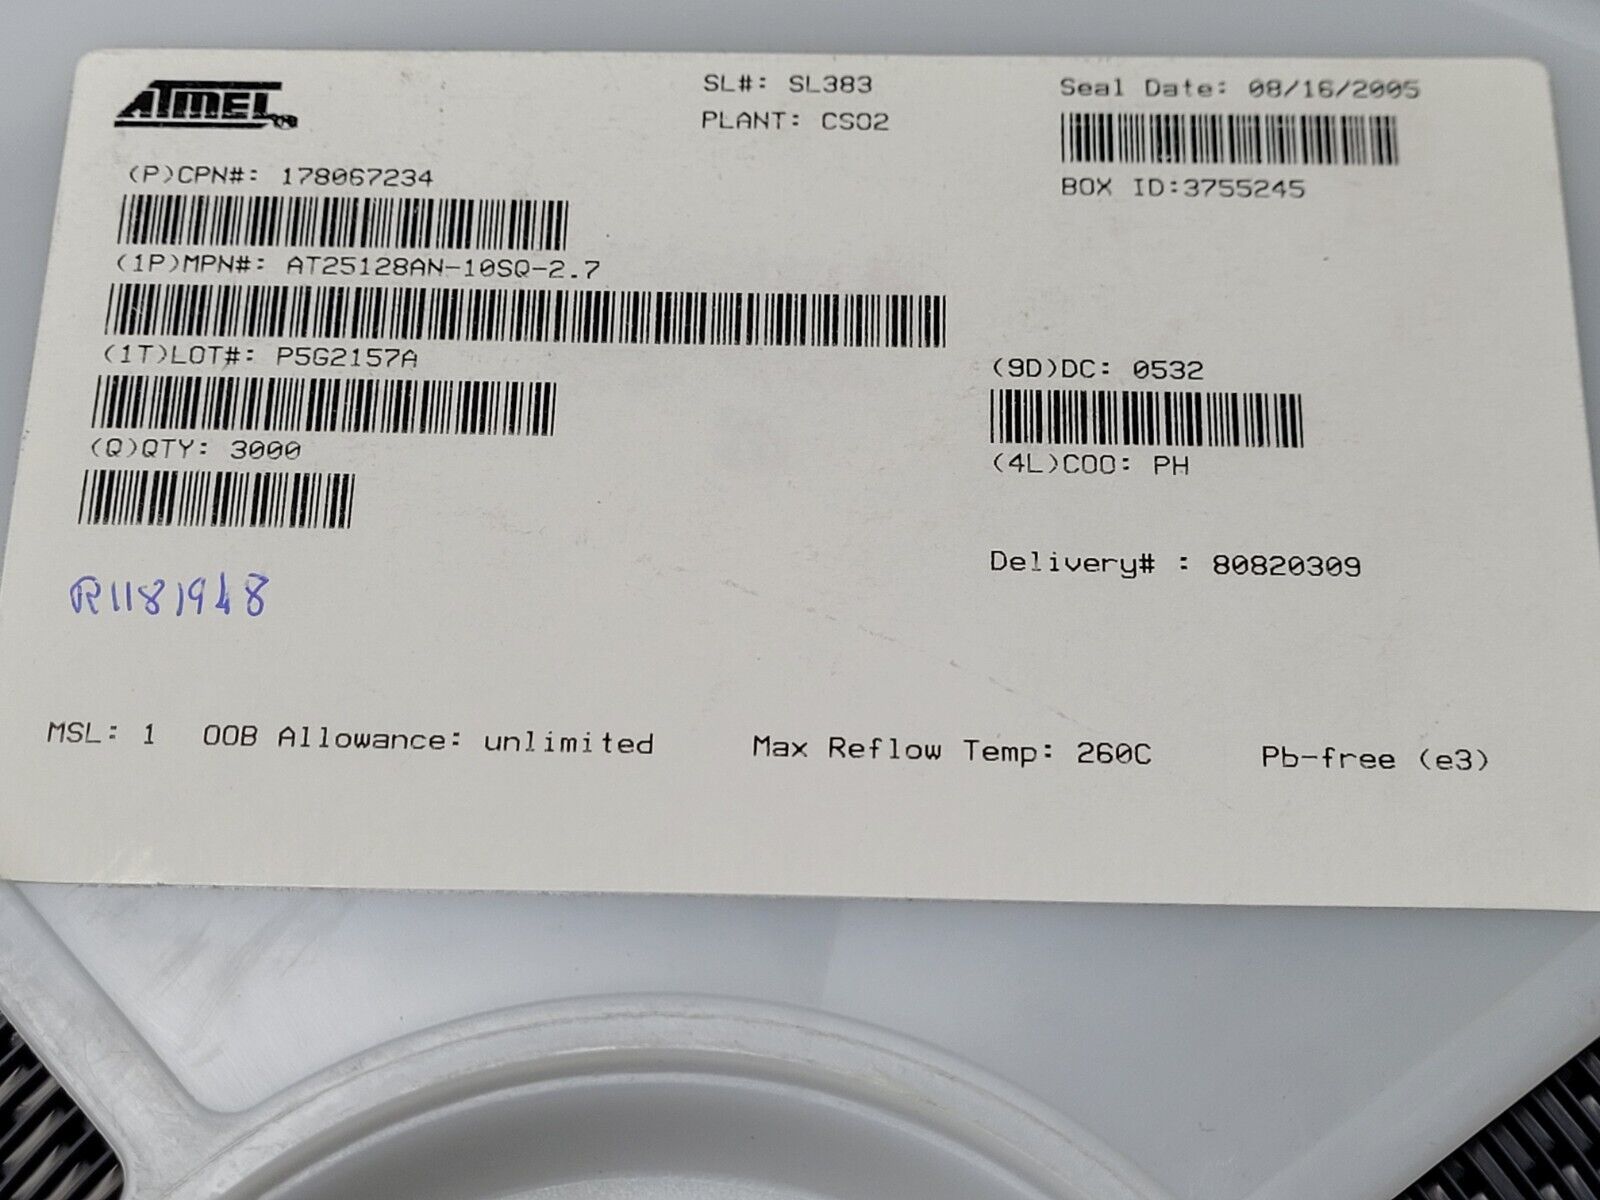 ATMEL
SL#: SL383
PLANT: CS02
Seal Date: 08/16/2005
BOX ID:3755245
(P)CPN#: 178067234
(1P)MPN#: AT25128AN-10SQ-2.7
(1T)LOT#: P5G2157A
(9D)DC: 0532
(Q)QTY: 3000
(4L)COO: PH
Delivery# : 80820309
R1181948
MSL: 1 OOB Allowance: unlimited Max Reflow Temp: 260C Pb-free (e3)